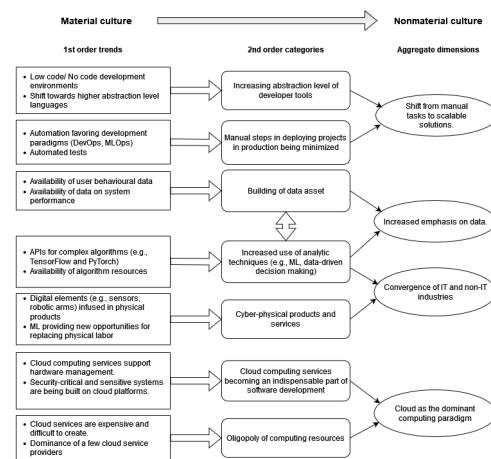 Material culture
Nonmaterial culture
1st order trends
2nd order categories
Aggregate dimensions
• Low code/ No code development
environments
• Shift towards higher abstraction level
languages
Increasing abstraction level of
developer tools
Shift from manual
tasks to scalable
solutions.
• Automation favoring development
paradigms (DevOps, MLOps)
• Automated tests
Manual steps in deploying projects
in production being minimized
• Availability of user behavioural data
• Availability of data on system
performance
Building of data asset
Increased emphasis on data.
• APIs for complex algorithms (e.g.,
TensorFlow and PyTorch)
• Availability of algorithm resources
Increased use of analytic
techniques (e.g., ML, data-driven
decision making)
Convergence of IT and non-IT
industries
• Digital elements (e.g., sensors,
robotic arms) infused in physical
products
• ML providing new opportunities for
replacing physical labor
Cyber-physical products
and services
• Cloud computing services support
hardware management.
• Security-critical and sensitive systems
are being built on cloud platforms.
Cloud computing services
becoming an indispensable part of
software development
Cloud as the dominant
computing paradigm
• Cloud services are expensive and
difficult to create.
• Dominance of a few cloud service
providers
Oligopoly of computing resources